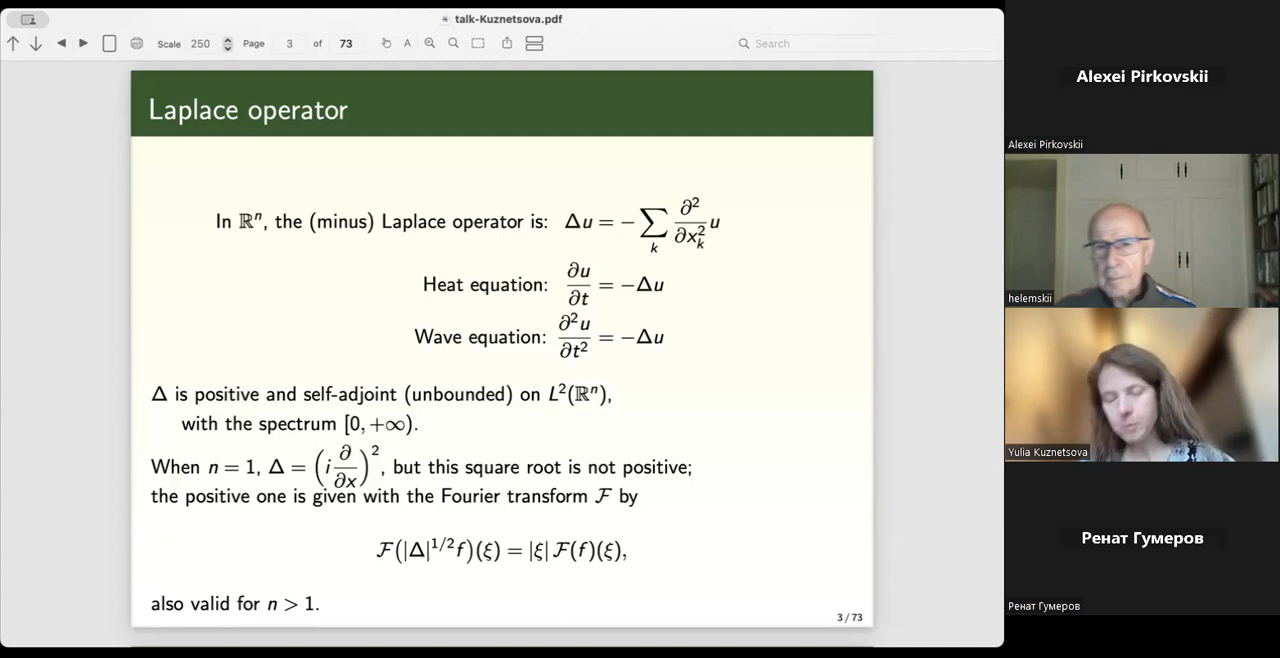 talk-Kuznetsova.pdf
Scale 250 Page 3 of 73 A Search
Laplace operator
In ℝⁿ, the (minus) Laplace operator is: Δu = − ∑_k ∂²/∂x_k² u
Heat equation: ∂u/∂t = −Δu
Wave equation: ∂²u/∂t² = −Δu
Δ is positive and self-adjoint (unbounded) on L²(ℝⁿ),
with the spectrum [0, +∞).
When n = 1, Δ = (i ∂/∂x)², but this square root is not positive;
the positive one is given with the Fourier transform ℱ by
ℱ(|Δ|^{1/2} f)(ξ) = |ξ| ℱ(f)(ξ),
also valid for n > 1.
3 / 73
Alexei Pirkovskii
Alexei Pirkovskii
helemskii
Yulia Kuznetsova
Ренат Гумеров
Ренат Гумеров